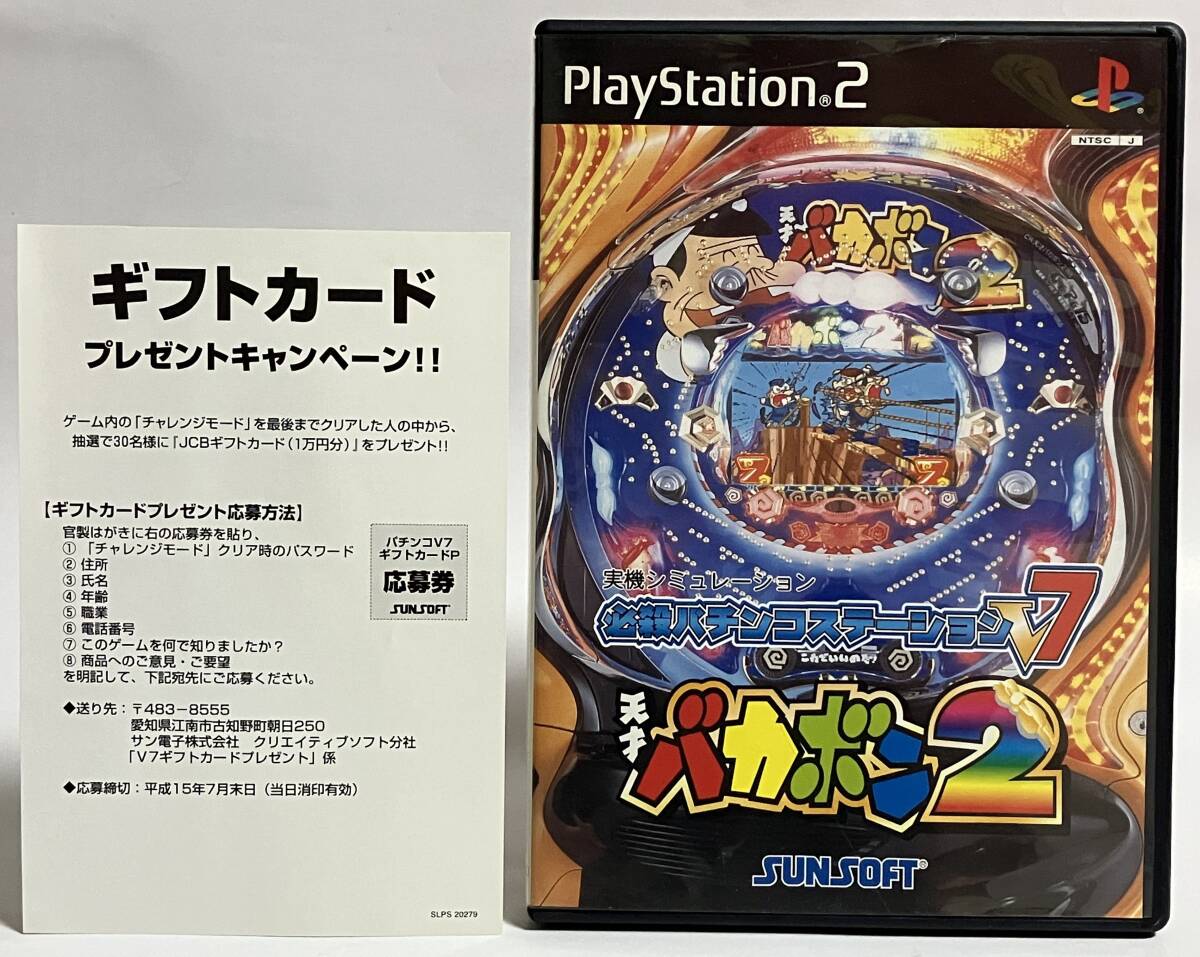 ギフトカード
プレゼントキャンペーン!!
ゲーム内の「チャレンジモード」を最後までクリアした人の中から、
抽選で30名様に『JCBギフトカード(1万円分)』をプレゼント!!
【ギフトカードプレゼント応募方法】
官製はがきに右の応募券を貼り、
①「チャレンジモード」クリア時のパスワード
② 住所
③ 氏名
④ 年齢
⑤ 職業
⑥ 電話番号
⑦ このゲームを何で知りましたか?
⑧ 商品へのご意見・ご要望
を明記して、下記宛先にご応募ください。
パチンコV7
ギフトカードP
応募券
SUNSOFT
◆送り先:〒483−8555
愛知県江南市古知野町朝日250
サン電子株式会社 クリエイティブソフト分社
「V7ギフトカードプレゼント」係
◆応募締切:平成15年7月末日(当日消印有効)
SLPS 20279
PlayStation®2
NTSC J
天才
バカボン
2
バカボン2
実機シミュレーション
必殺パチンコステーションV7
これでいいのだ
天才
バカボン2
SUNSOFT®